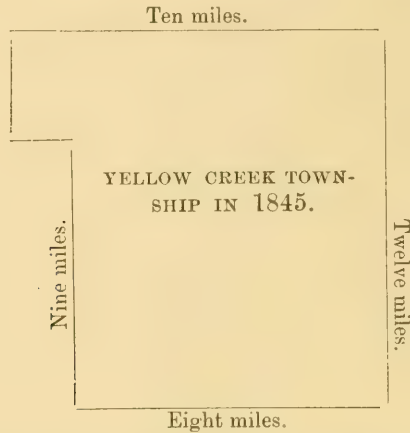 Ten miles.
YELLOW CREEK TOWN-
SHIP IN 1845.
Nine miles.
Twelve miles.
Eight miles.